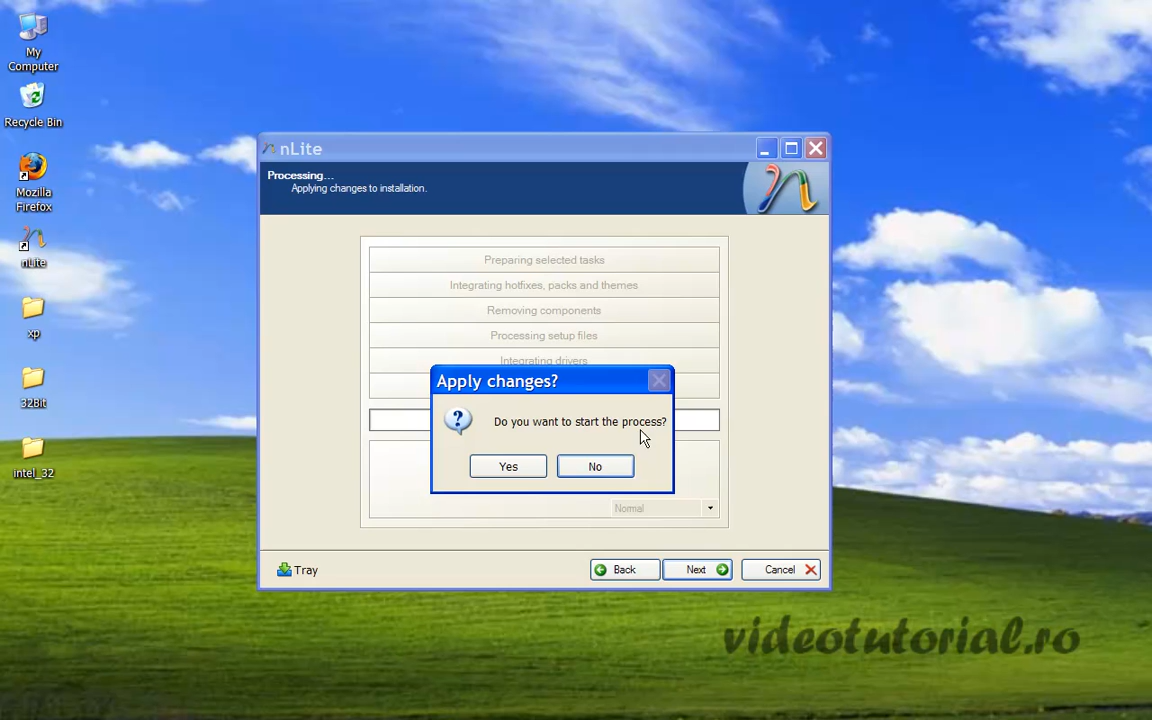 My
Computer
Recycle Bin
Mozilla
Firefox
nLite
xp
32Bit
intel_32
nLite
Processing...
Applying changes to installation.
Preparing selected tasks
Integrating hotfixes, packs and themes
Removing components
Processing setup files
Integrating drivers
Apply changes?
Do you want to start the process?
Yes
No
Normal
Tray
Back
Next
Cancel
videotutorial.ro